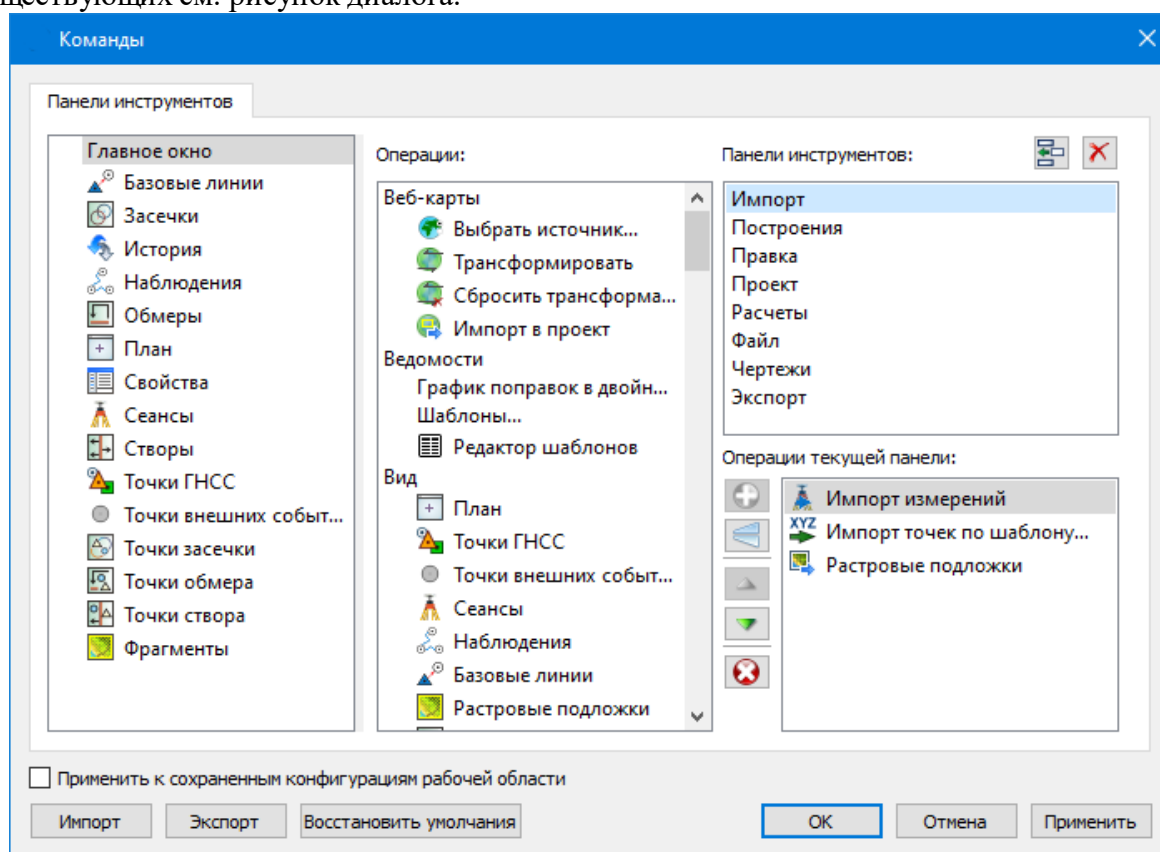 см. рисунок диалога.
Команды
Панели инструментов
Главное окно
Базовые линии
Засечки
История
Наблюдения
Обмеры
План
Свойства
Сеансы
Створы
Точки ГНСС
Точки внешних событ...
Точки засечки
Точки обмера
Точки створа
Фрагменты
Операции:
Веб-карты
Выбрать источник...
Трансформировать
Сбросить трансформа...
Импорт в проект
Ведомости
График поправок в двойн...
Шаблоны...
Редактор шаблонов
Вид
План
Точки ГНСС
Точки внешних событ...
Сеансы
Наблюдения
Базовые линии
Растровые подложки
Панели инструментов:
Импорт
Построения
Правка
Проект
Расчеты
Файл
Чертежи
Экспорт
Операции текущей панели:
Импорт измерений
XYZ Импорт точек по шаблону...
Растровые подложки
Применить к сохраненным конфигурациям рабочей области
Импорт Экспорт Восстановить умолчания OK Отмена Применить